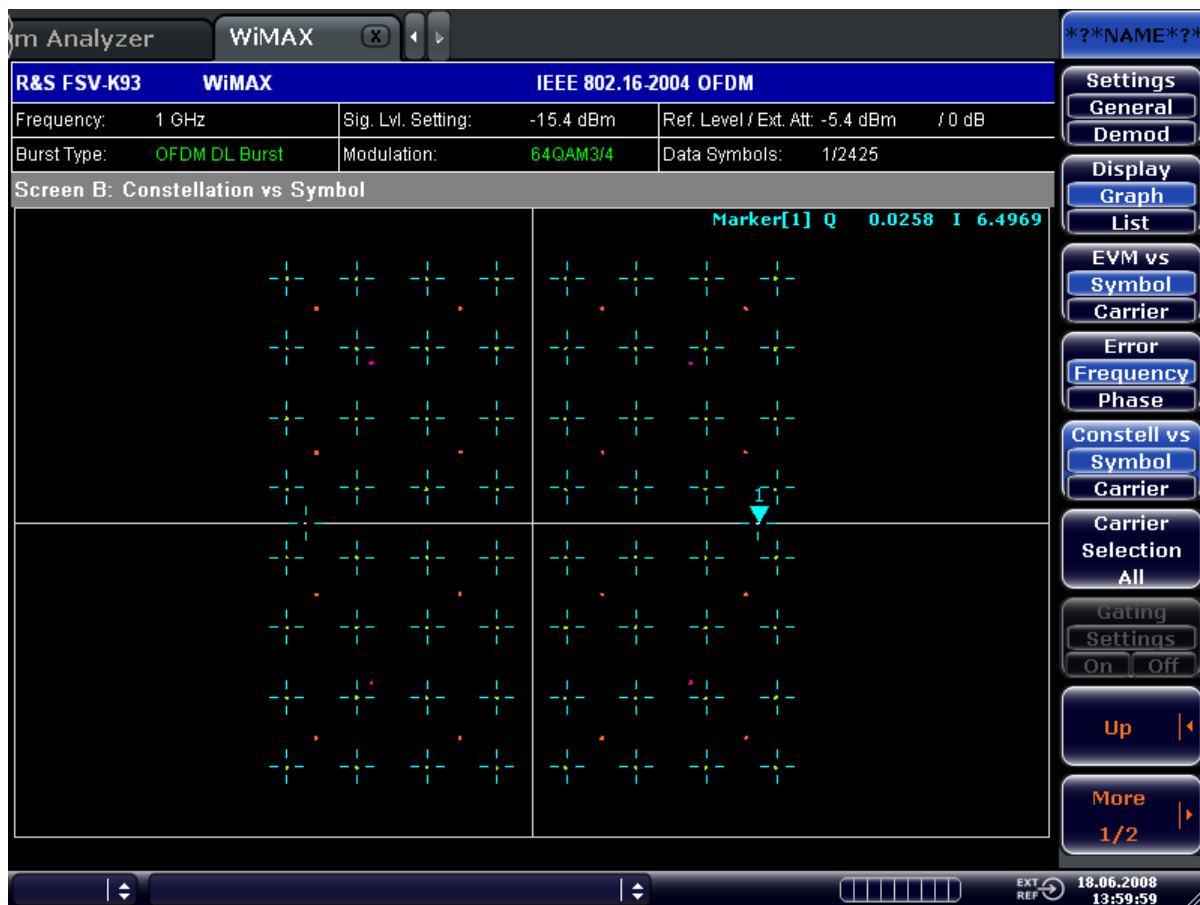 m Analyzer
WiMAX
X
*?*NAME*?*
R&S FSV-K93 WiMAX IEEE 802.16-2004 OFDM
Frequency: 1 GHz Sig. Lvl. Setting: -15.4 dBm Ref. Level / Ext. Att: -5.4 dBm / 0 dB
Burst Type: OFDM DL Burst Modulation: 64QAM3/4 Data Symbols: 1/2425
Screen B: Constellation vs Symbol
Marker[1] Q 0.0258 I 6.4969
1
Settings
General
Demod
Display
Graph
List
EVM vs
Symbol
Carrier
Error
Frequency
Phase
Constell vs
Symbol
Carrier
Carrier
Selection
All
Gating
Settings
On Off
Up
More
1/2
EXT
REF
18.06.2008
13:59:59